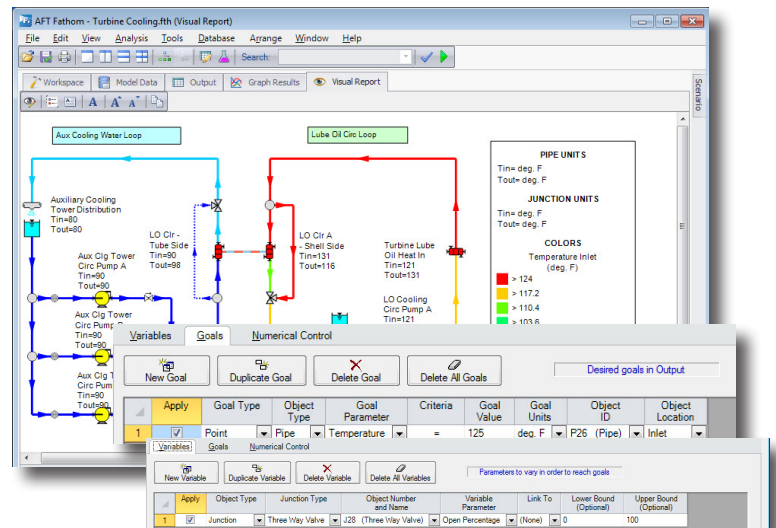 AFT Fathom - Turbine Cooling.fth (Visual Report)
File Edit View Analysis Tools Database Arrange Window Help
Search:
Workspace Model Data Output Graph Results Visual Report
Scenario
A A A
Aux Cooling Water Loop
Lube Oil Circ Loop
PIPE UNITS
Tin= deg. F
Tout= deg. F
JUNCTION UNITS
Tin= deg. F
Tout= deg. F
COLORS
Temperature Inlet
(deg. F)
> 124
> 117.2
> 110.4
> 103.6
Auxiliary Cooling
Tower Distribution
Tin=80
Tout=80
LO Clr -
Tube Side
Tin=90
Tout=98
LO Clr A
- Shell Side
Tin=131
Tout=116
Turbine Lube
Oil Heat In
Tin=121
Tout=131
Aux Clg Tower
Circ Pump A
Tin=90
Tout=90
LO Cooling
Circ Pump A
Tin=121
Aux Clg Tower
Circ Pump
Tin=90
Tout=90
Aux Clg
Circ Pum
Tin=90
Tout=90
Variables Goals Numerical Control
New Goal Duplicate Goal Delete Goal Delete All Goals
Desired goals in Output
Apply Goal Type Object Type Goal Parameter Criteria Goal Value Goal Units Object ID Object Location
1 Point Pipe Temperature = 125 deg. F P26 (Pipe) Inlet
Variables Goals Numerical Control
New Variable Duplicate Variable Delete Variable Delete All Variables
Parameters to vary in order to reach goals
Apply Object Type Junction Type Object Number and Name Variable Parameter Link To Lower Bound (Optional) Upper Bound (Optional)
1 Junction Three Way Valve J28 (Three Way Valve) Open Percentage (None) 0 100